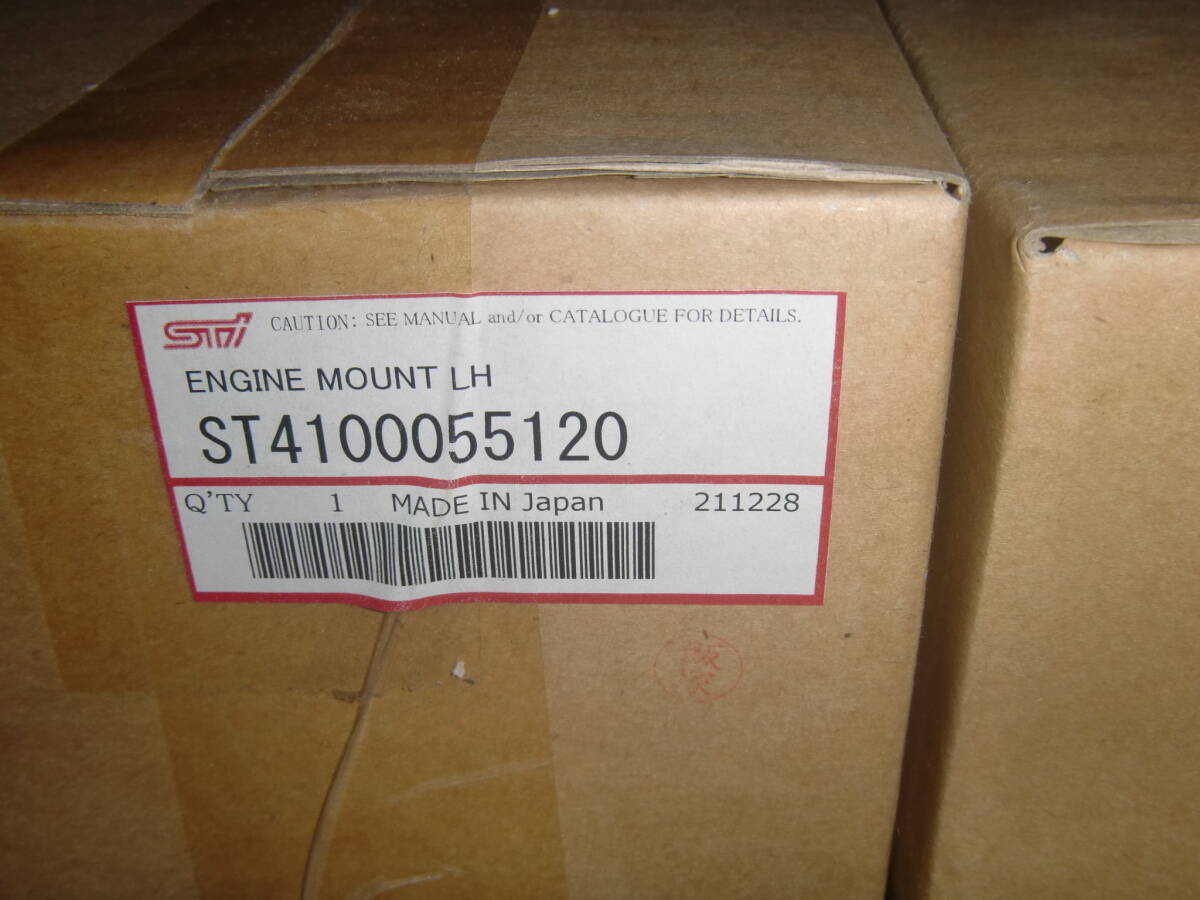 STI CAUTION: SEE MANUAL and/or CATALOGUE FOR DETAILS.
ENGINE MOUNT LH
ST4100055120
Q'TY 1 MADE IN Japan 211228